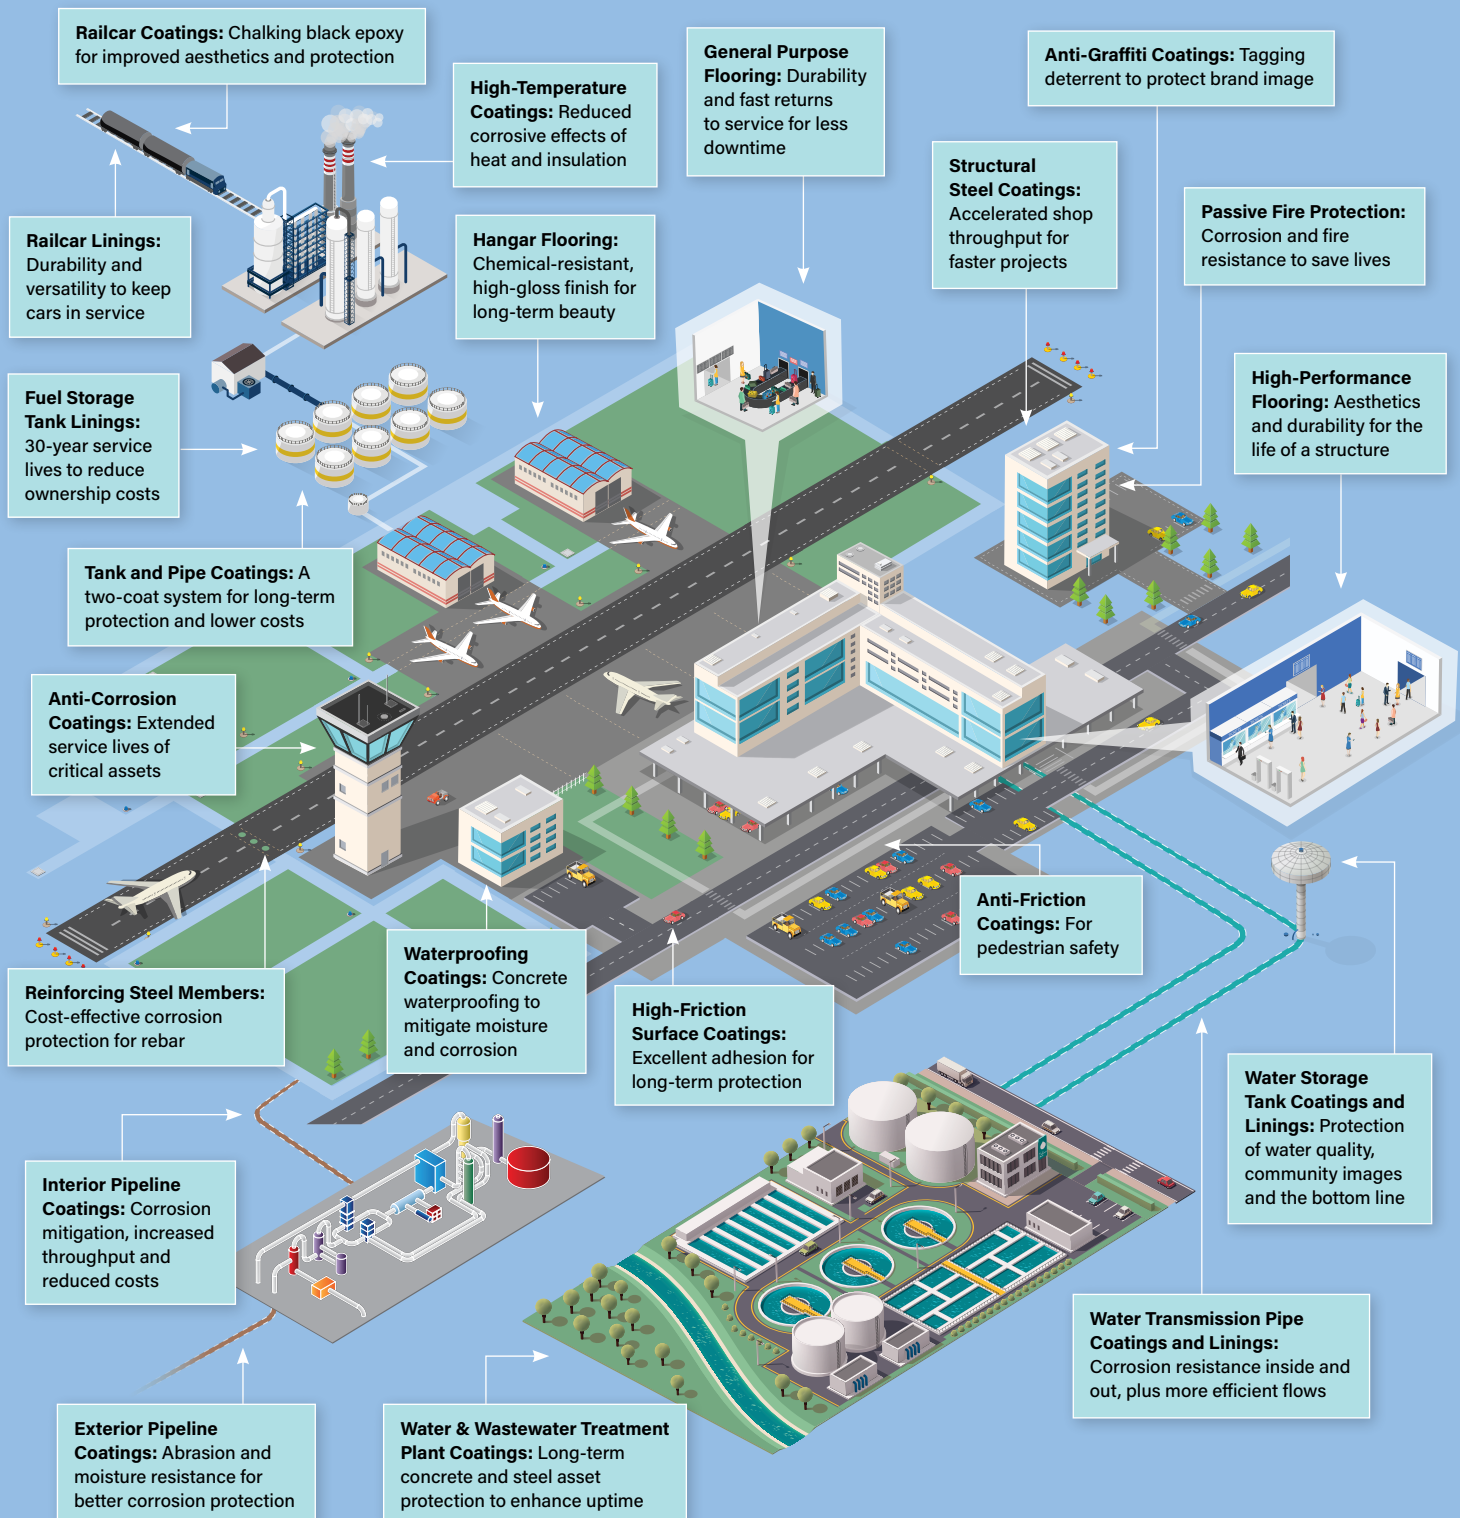 Railcar Coatings: Chalking black epoxy
for improved aesthetics and protection
High-Temperature
Coatings: Reduced
corrosive effects of
heat and insulation
General Purpose
Flooring: Durability
and fast returns
to service for less
downtime
Anti-Graffiti Coatings: Tagging
deterrent to protect brand image
Structural
Steel Coatings:
Accelerated shop
throughput for
faster projects
Passive Fire Protection:
Corrosion and fire
resistance to save lives
Railcar Linings:
Durability and
versatility to keep
cars in service
Hangar Flooring:
Chemical-resistant,
high-gloss finish for
long-term beauty
High-Performance
Flooring: Aesthetics
and durability for the
life of a structure
Fuel Storage
Tank Linings:
30-year service
lives to reduce
ownership costs
Tank and Pipe Coatings: A
two-coat system for long-term
protection and lower costs
Anti-Corrosion
Coatings: Extended
service lives of
critical assets
Anti-Friction
Coatings: For
pedestrian safety
Waterproofing
Coatings: Concrete
waterproofing to
mitigate moisture
and corrosion
Reinforcing Steel Members:
Cost-effective corrosion
protection for rebar
High-Friction
Surface Coatings:
Excellent adhesion for
long-term protection
Water Storage
Tank Coatings and
Linings: Protection
of water quality,
community images
and the bottom line
Interior Pipeline
Coatings: Corrosion
mitigation, increased
throughput and
reduced costs
Water Transmission Pipe
Coatings and Linings:
Corrosion resistance inside and
out, plus more efficient flows
Exterior Pipeline
Coatings: Abrasion and
moisture resistance for
better corrosion protection
Water & Wastewater Treatment
Plant Coatings: Long-term
concrete and steel asset
protection to enhance uptime